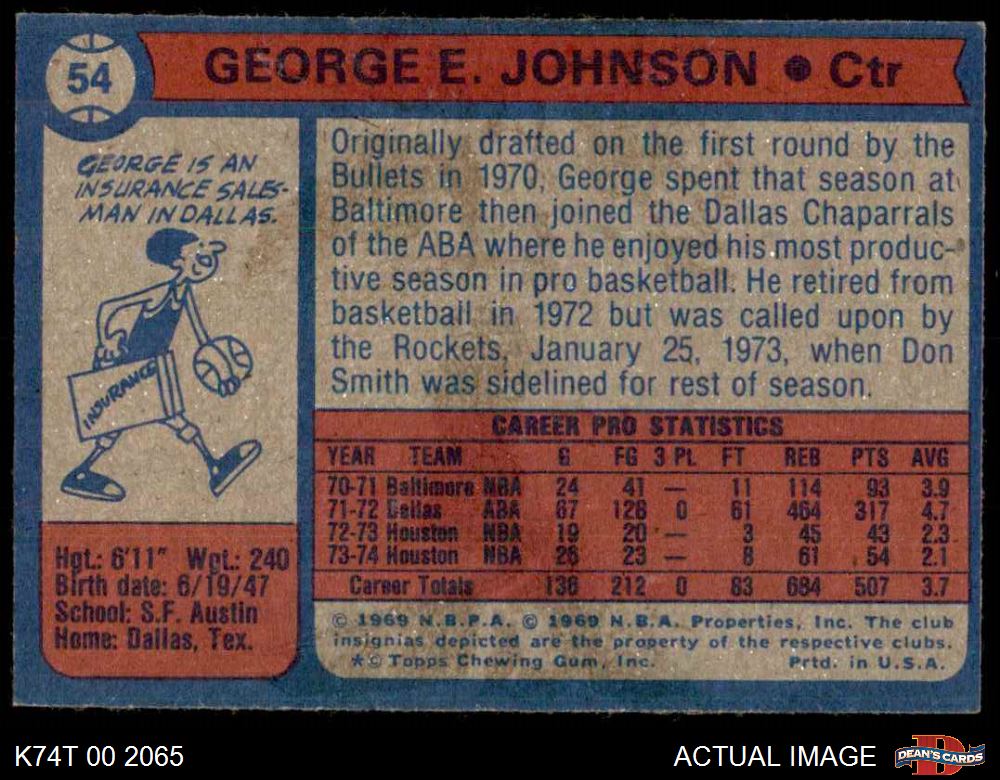 54
GEORGE E. JOHNSON • Ctr
GEORGE IS AN
INSURANCE SALES-
MAN IN DALLAS.
INSURANCE
Hgt.: 6'11" Wgt.: 240
Birth date: 6/19/47
School: S.F. Austin
Home: Dallas, Tex.
Originally drafted on the first round by the
Bullets in 1970, George spent that season at
Baltimore then joined the Dallas Chaparrals
of the ABA where he enjoyed his most produc-
tive season in pro basketball. He retired from
basketball in 1972 but was called upon by
the Rockets, January 25, 1973, when Don
Smith was sidelined for rest of season.
CAREER PRO STATISTICS
YEAR TEAM G FG 3 PL FT REB PTS AVG
70-71 Baltimore NBA 24 41 — 11 114 93 3.9
71-72 Dallas ABA 67 128 0 61 464 317 4.7
72-73 Houston NBA 19 20 — 3 45 43 2.3
73-74 Houston NBA 26 23 — 8 61 54 2.1
Career Totals 136 212 0 83 684 507 3.7
© 1969 N.B.P.A. © 1969 N.B.A. Properties, Inc. The club
insignias depicted are the property of the respective clubs.
*© Topps Chewing Gum, Inc. Prtd. in U.S.A.
K74T 00 2065
ACTUAL IMAGE
D
DEAN'S CARDS